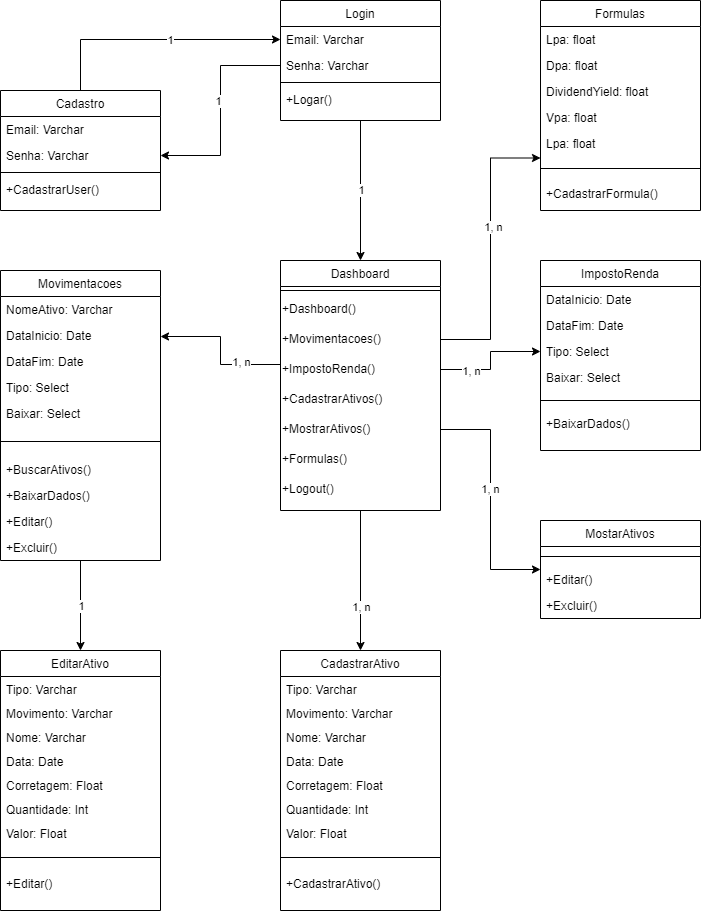 Login
Email: Varchar
Senha: Varchar
+Logar()
1
1
Cadastro
Email: Varchar
Senha: Varchar
+CadastrarUser()
1
Formulas
Lpa: float
Dpa: float
DividendYield: float
Vpa: float
Lpa: float
+CadastrarFormula()
1, n
Movimentacoes
NomeAtivo: Varchar
DataInicio: Date
DataFim: Date
Tipo: Select
Baixar: Select
+BuscarAtivos()
+BaixarDados()
+Editar()
+Excluir()
1, n
Dashboard
+Dashboard()
+Movimentacoes()
+ImpostoRenda()
+CadastrarAtivos()
+MostrarAtivos()
+Formulas()
+Logout()
1, n
ImpostoRenda
DataInicio: Date
DataFim: Date
Tipo: Select
Baixar: Select
+BaixarDados()
1, n
MostarAtivos
+Editar()
+Excluir()
1
1, n
EditarAtivo
Tipo: Varchar
Movimento: Varchar
Nome: Varchar
Data: Date
Corretagem: Float
Quantidade: Int
Valor: Float
+Editar()
CadastrarAtivo
Tipo: Varchar
Movimento: Varchar
Nome: Varchar
Data: Date
Corretagem: Float
Quantidade: Int
Valor: Float
+CadastrarAtivo()